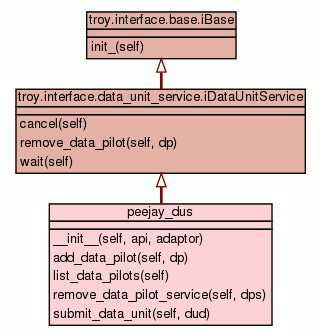 troy.interface.base.iBase
init_(self)
troy.interface.data_unit_service.iDataUnitService
cancel(self)
remove_data_pilot(self, dp)
wait(self)
peejay_dus
__init__(self, api, adaptor)
add_data_pilot(self, dp)
list_data_pilots(self)
remove_data_pilot_service(self, dps)
submit_data_unit(self, dud)